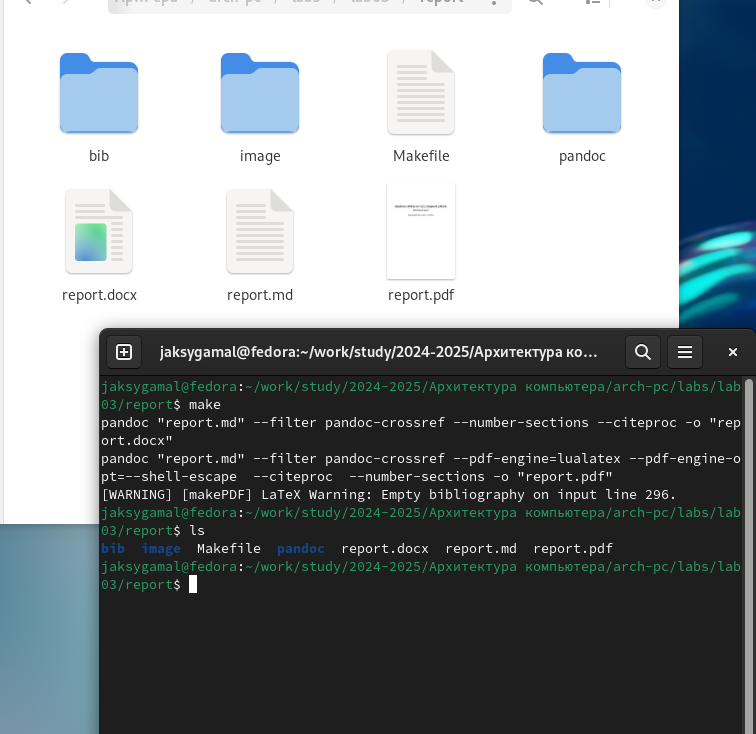 bib
image
Makefile
pandoc
report.docx
report.md
report.pdf
jaksygamal@fedora:~/work/study/2024-2025/Архитектура ко...
jaksygamal@fedora:~/work/study/2024-2025/Архитектура компьютера/arch-pc/labs/lab
03/report$ make
pandoc "report.md" --filter pandoc-crossref --number-sections --citeproc -o "rep
ort.docx"
pandoc "report.md" --filter pandoc-crossref --pdf-engine=lualatex --pdf-engine-o
pt=--shell-escape  --citeproc  --number-sections -o "report.pdf"
[WARNING] [makePDF] LaTeX Warning: Empty bibliography on input line 296.
jaksygamal@fedora:~/work/study/2024-2025/Архитектура компьютера/arch-pc/labs/lab
03/report$ ls
bib  image  Makefile  pandoc  report.docx  report.md  report.pdf
jaksygamal@fedora:~/work/study/2024-2025/Архитектура компьютера/arch-pc/labs/lab
03/report$